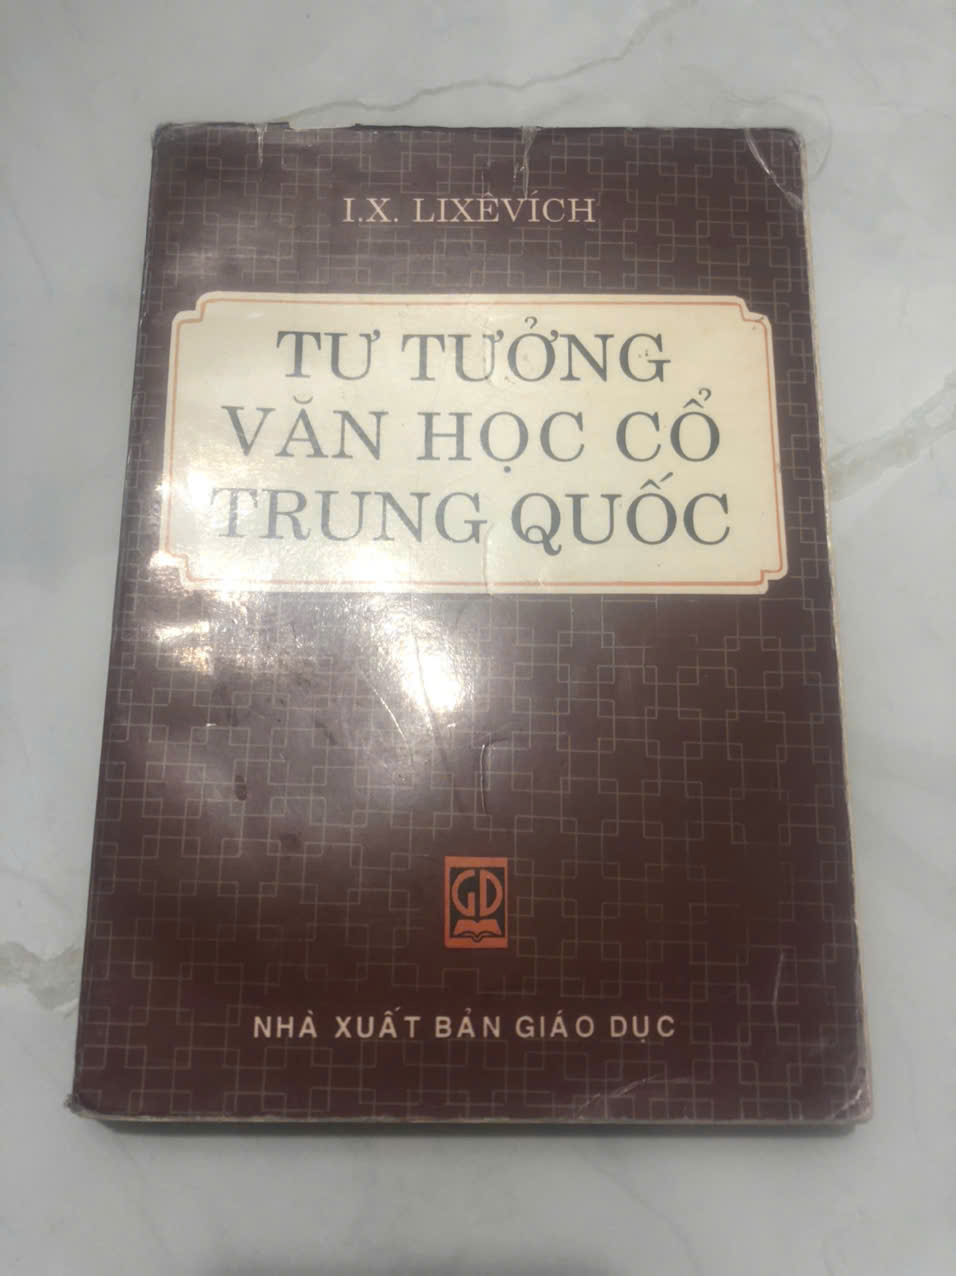 I.X. LIXÊVÍCH
TƯ TƯỞNG
VĂN HỌC CỔ
TRUNG QUỐC
GD
NHÀ XUẤT BẢN GIÁO DỤC